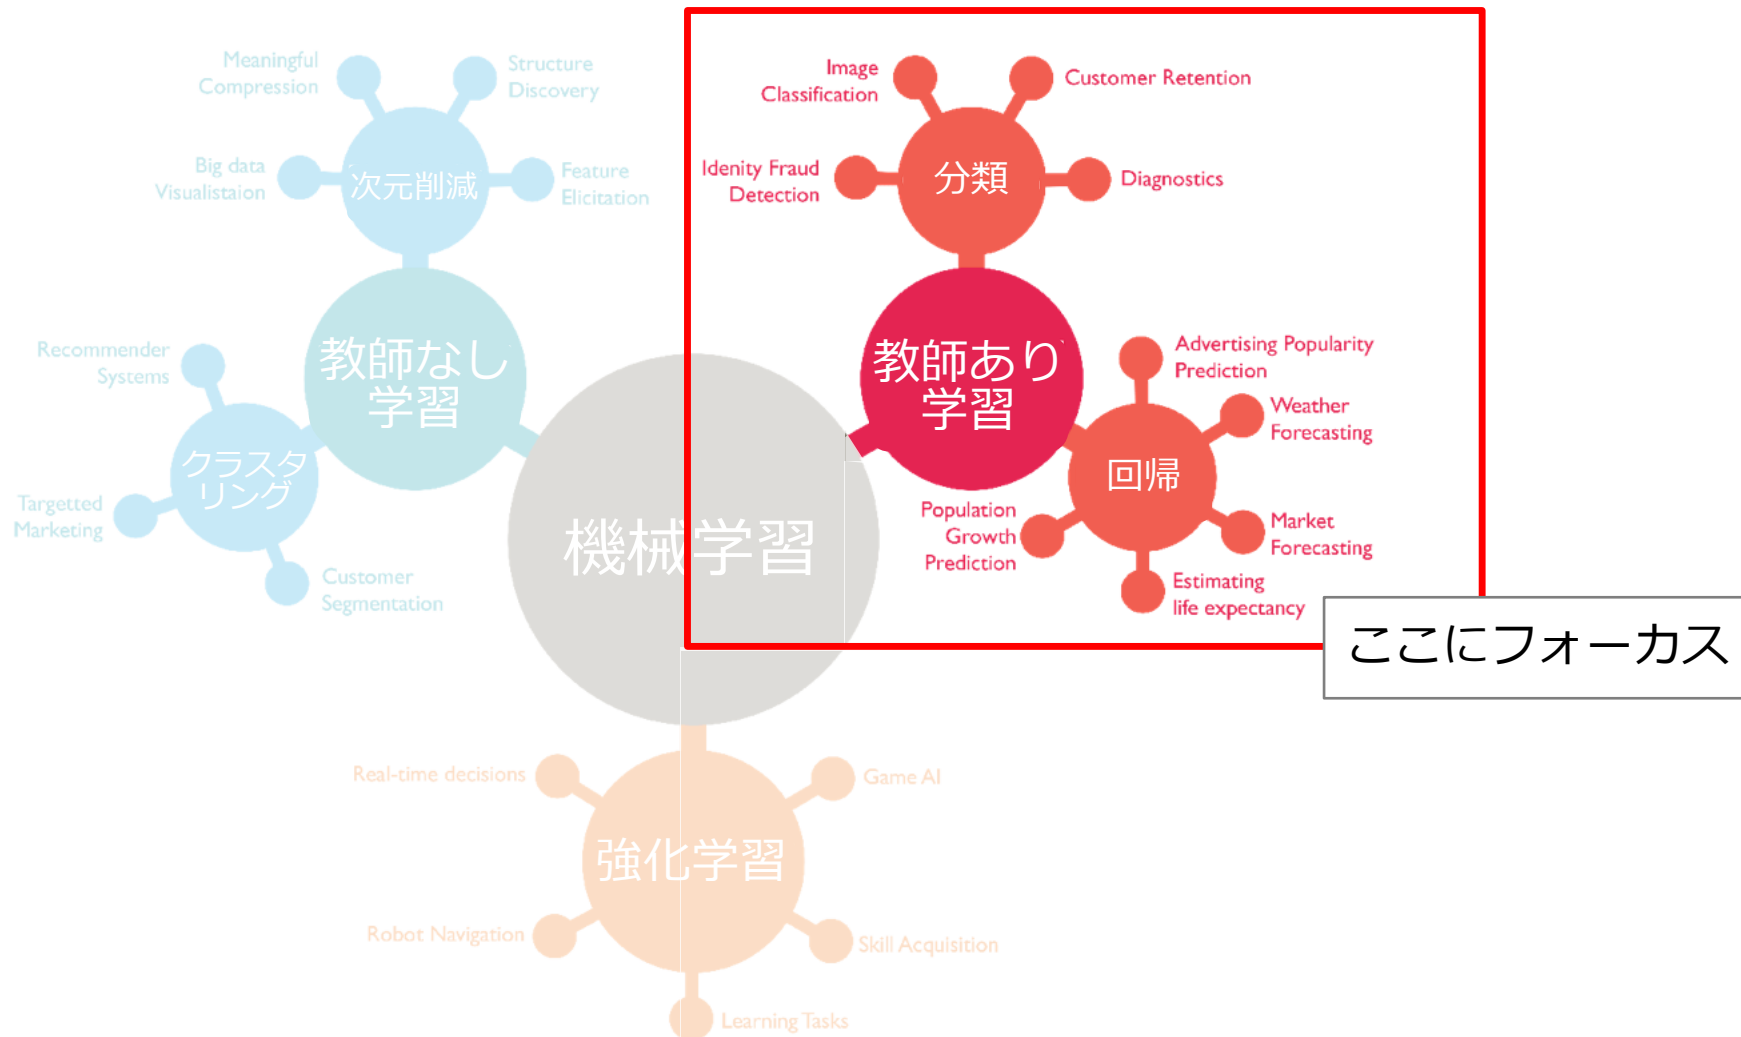 Meaningful
Compression
Structure
Discovery
Big data
Visualistaion
次元削減
Feature
Elicitation
教師なし
学習
Recommender
Systems
クラスタ
リング
Targetted
Marketing
Customer
Segmentation
機械学習
Image
Classification
Customer Retention
Idenity Fraud
Detection
分類
Diagnostics
教師あり
学習
Advertising Popularity
Prediction
Weather
Forecasting
回帰
Population
Growth
Prediction
Market
Forecasting
Estimating
life expectancy
ここにフォーカス
Real-time decisions
Game AI
強化学習
Robot Navigation
Skill Acquisition
Learning Tasks